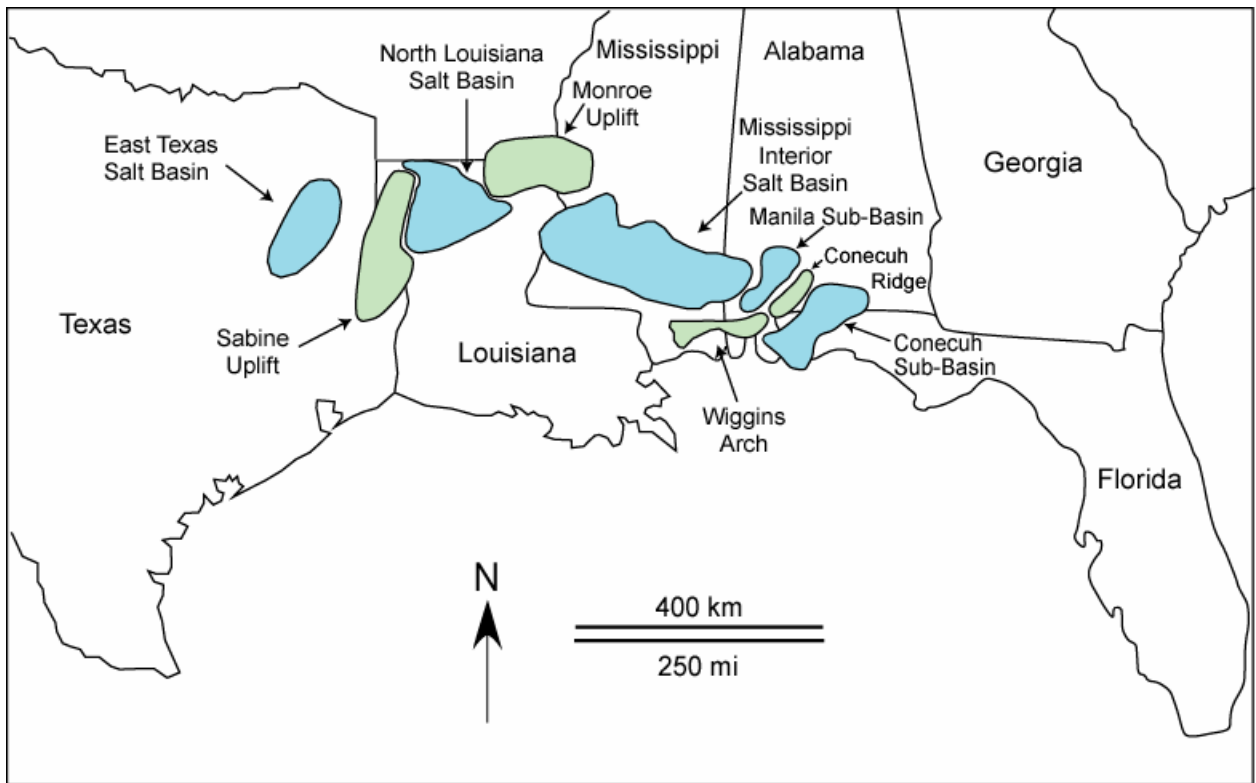 North Louisiana
Salt Basin
Mississippi
Alabama
Monroe
Uplift
East Texas
Salt Basin
Mississippi
Interior
Salt Basin
Georgia
Manila Sub-Basin
Conecuh
Ridge
Texas
Sabine
Uplift
Louisiana
Conecuh
Sub-Basin
Wiggins
Arch
Florida
N
400 km
250 mi